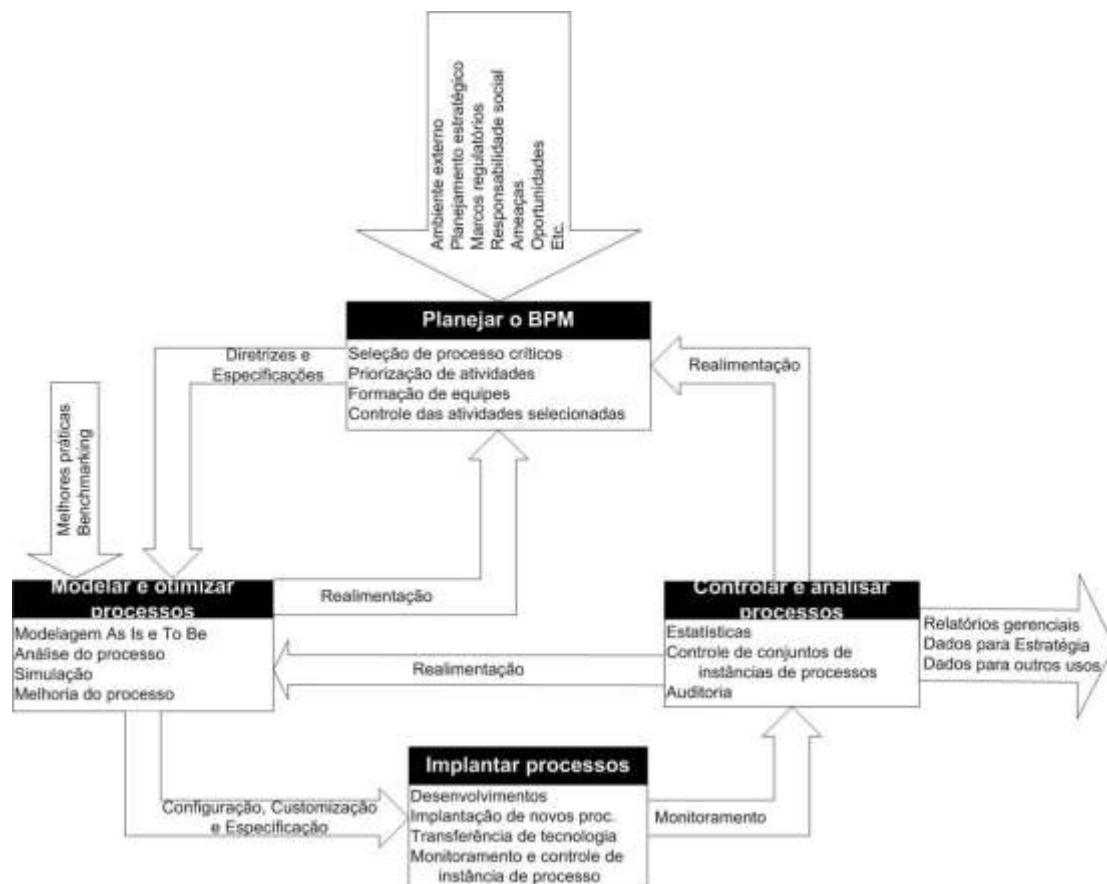 Ambiente externo
Planejamento estratégico
Marcos regulatórios
Responsabilidade social
Ameaças
Oportunidades
Etc.
Planejar o BPM
Seleção de processo críticos
Priorização de atividades
Formação de equipes
Controle das atividades selecionadas
Diretrizes e
Especificações
Realimentação
Melhores práticas
Benchmarking
Modelar e otimizar
processos
Modelagem As Is e To Be
Análise do processo
Simulação
Melhoria do processo
Realimentação
Realimentação
Controlar e analisar
processos
Estatísticas
Controle de conjuntos de
instâncias de processos
Auditoria
Relatórios gerenciais
Dados para Estratégia
Dados para outros usos
Configuração, Customização
e Especificação
Implantar processos
Desenvolvimentos
Implantação de novos proc.
Transferência de tecnologia
Monitoramento e controle de
instância de processo
Monitoramento